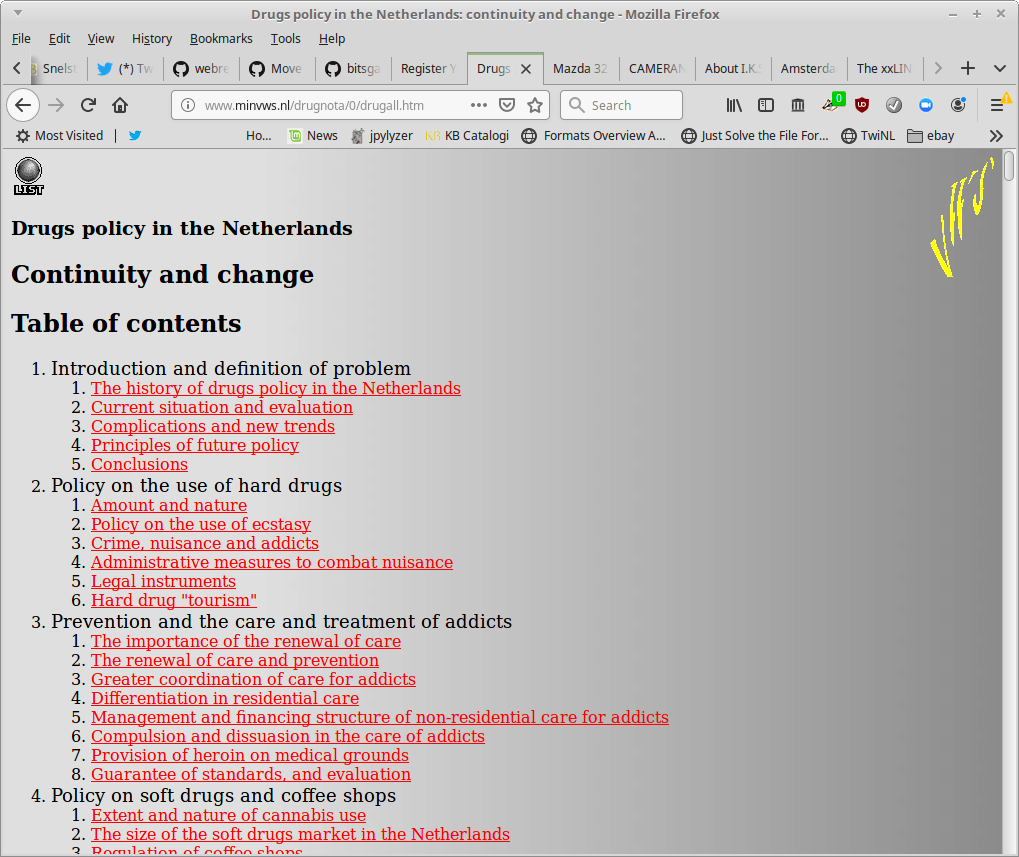 Drugs policy in the Netherlands: continuity and change - Mozilla Firefox
File Edit View History Bookmarks Tools Help
Snelst (*) Tw webre Move bitsga Register Y Drugs Mazda 32 CAMERAN About I.K.S Amsterda The xxLIN
www.minvws.nl/drugnota/0/drugall.htm Search 0
Most Visited Ho... News jpylyzer KB KB Catalogi Formats Overview A... Just Solve the File For... TwiNL ebay
LIST
VWS
Drugs policy in the Netherlands
Continuity and change
Table of contents
1. Introduction and definition of problem
1. The history of drugs policy in the Netherlands
2. Current situation and evaluation
3. Complications and new trends
4. Principles of future policy
5. Conclusions
2. Policy on the use of hard drugs
1. Amount and nature
2. Policy on the use of ecstasy
3. Crime, nuisance and addicts
4. Administrative measures to combat nuisance
5. Legal instruments
6. Hard drug "tourism"
3. Prevention and the care and treatment of addicts
1. The importance of the renewal of care
2. The renewal of care and prevention
3. Greater coordination of care for addicts
4. Differentiation in residential care
5. Management and financing structure of non-residential care for addicts
6. Compulsion and dissuasion in the care of addicts
7. Provision of heroin on medical grounds
8. Guarantee of standards, and evaluation
4. Policy on soft drugs and coffee shops
1. Extent and nature of cannabis use
2. The size of the soft drugs market in the Netherlands
3. Regulation of coffee shops